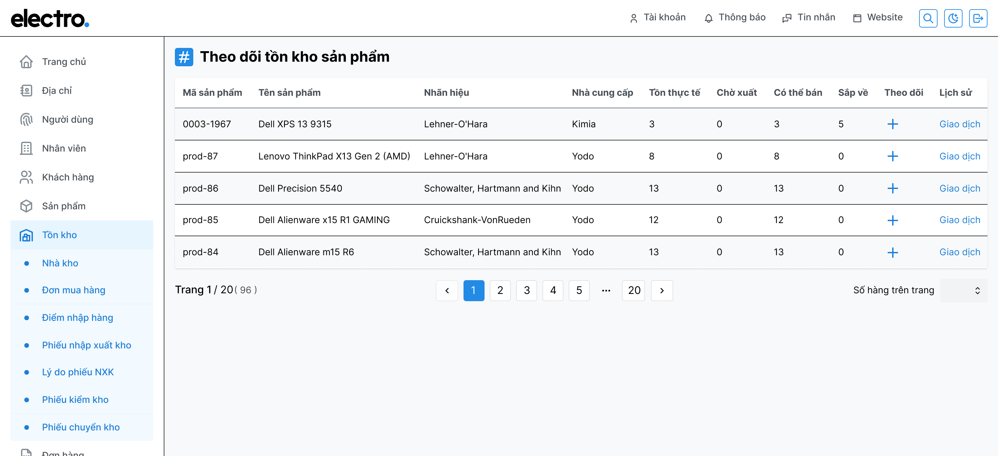 electro.
Tài khoản Thông báo Tin nhắn Website
Trang chủ
Địa chỉ
Người dùng
Nhân viên
Khách hàng
Sản phẩm
Tồn kho
Nhà kho
Đơn mua hàng
Điểm nhập hàng
Phiếu nhập xuất kho
Lý do phiếu NXK
Phiếu kiểm kho
Phiếu chuyển kho
Đơn hàng
# Theo dõi tồn kho sản phẩm
Mã sản phẩm Tên sản phẩm Nhãn hiệu Nhà cung cấp Tồn thực tế Chờ xuất Có thể bán Sắp về Theo dõi Lịch sử
0003-1967 Dell XPS 13 9315 Lehner-O'Hara Kimia 3 0 3 5 Giao dịch
prod-87 Lenovo ThinkPad X13 Gen 2 (AMD) Lehner-O'Hara Yodo 8 0 8 0 Giao dịch
prod-86 Dell Precision 5540 Schowalter, Hartmann and Kihn Yodo 13 0 13 0 Giao dịch
prod-85 Dell Alienware x15 R1 GAMING Cruickshank-VonRueden Yodo 12 0 12 0 Giao dịch
prod-84 Dell Alienware m15 R6 Schowalter, Hartmann and Kihn Yodo 13 0 13 0 Giao dịch
Trang 1 / 20 ( 96 ) 1 2 3 4 5 ••• 20 Số hàng trên trang